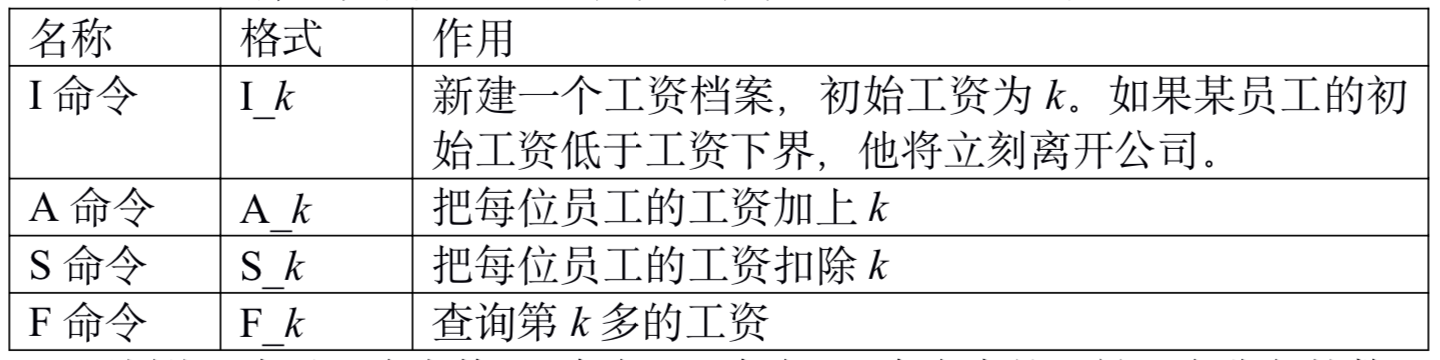 名称 格式 作用
I 命令 I_k 新建一个工资档案，初始工资为 k。如果某员工的初
始工资低于工资下界，他将立刻离开公司。
A 命令 A_k 把每位员工的工资加上 k
S 命令 S_k 把每位员工的工资扣除 k
F 命令 F_k 查询第 k 多的工资